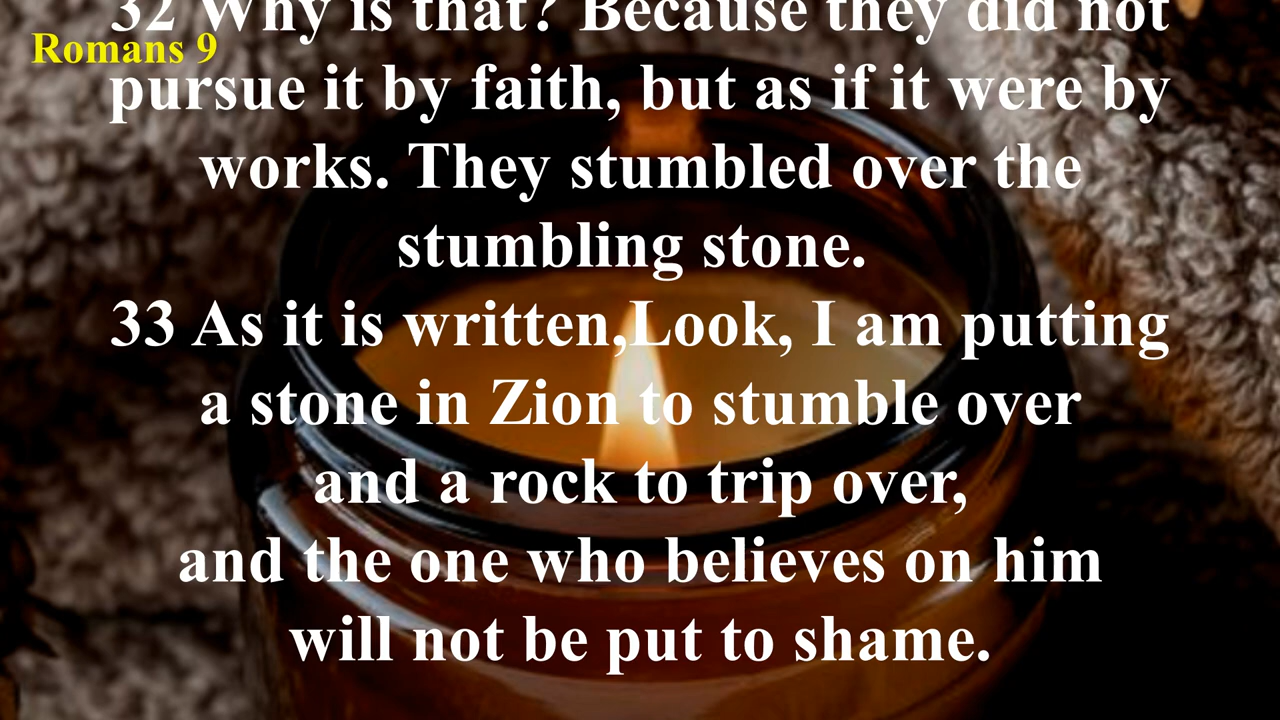 32 Why is that? Because they did not
Romans 9
pursue it by faith, but as if it were by
works. They stumbled over the
stumbling stone.
33 As it is written,Look, I am putting
a stone in Zion to stumble over
and a rock to trip over,
and the one who believes on him
will not be put to shame.